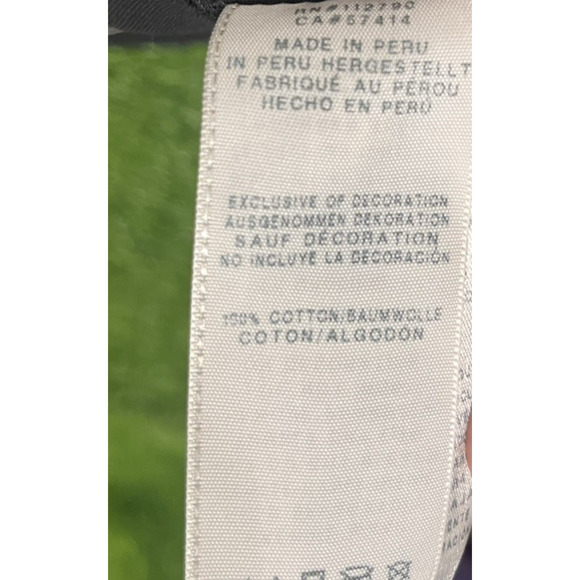 RN#112790
CA#57414
MADE IN PERU
IN PERU HERGESTELLT
FABRIQUÉ AU PÉROU
HECHO EN PERÚ
EXCLUSIVE OF DECORATION
AUSGENOMMEN DEKORATION
SAUF DÉCORATION
NO INCLUYE LA DECORACIÓN
100% COTTON/BAUMWOLLE
COTON/ALGODÓN